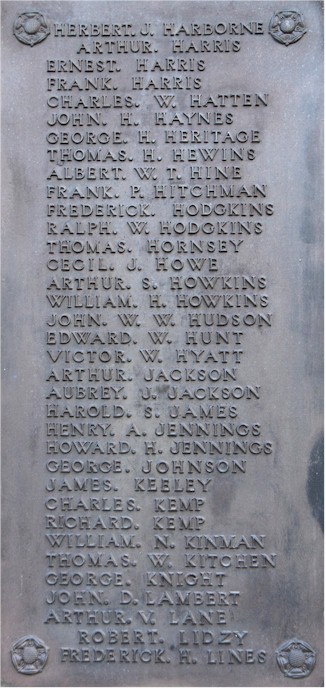 HERBERT. J. HARBORNE
ARTHUR. HARRIS
ERNEST. HARRIS
FRANK. HARRIS
CHARLES. W. HATTEN
JOHN. H. HAYNES
GEORGE. H. HERITAGE
THOMAS. H. HEWINS
ALBERT. W. T. HINE
FRANK. P. HITCHMAN
FREDERICK. HODGKINS
RALPH. W. HODGKINS
THOMAS. HORNSEY
CECIL. J. HOWE
ARTHUR. S. HOWKINS
WILLIAM. H. HOWKINS
JOHN. W. W. HUDSON
EDWARD. W. HUNT
VICTOR. W. HYATT
ARTHUR. JACKSON
AUBREY. J. JACKSON
HAROLD. S. JAMES
HENRY. A. JENNINGS
HOWARD. H. JENNINGS
GEORGE. JOHNSON
JAMES. KEELEY
CHARLES. KEMP
RICHARD. KEMP
WILLIAM. N. KINMAN
THOMAS. W. KITCHEN
GEORGE. KNIGHT
JOHN. D. LAMBERT
ARTHUR. V. LANE
ROBERT. LIDZY
FREDERICK. H. LINES